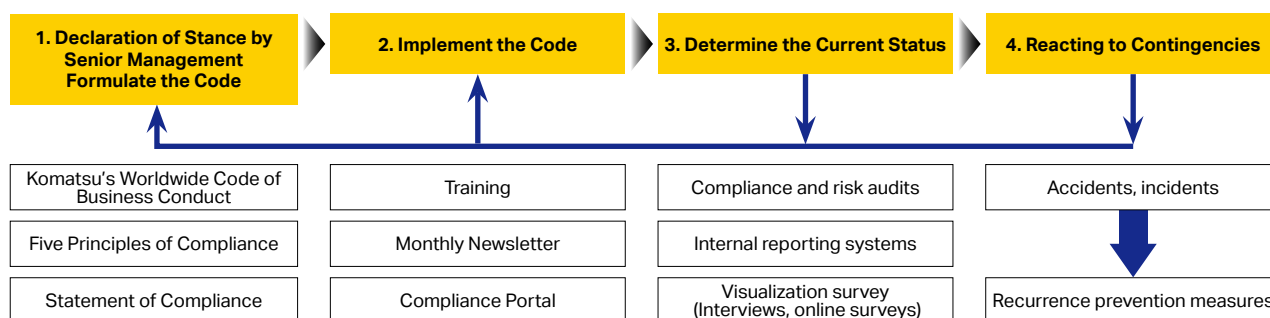 1. Declaration of Stance by
Senior Management
Formulate the Code
2. Implement the Code
3. Determine the Current Status
4. Reacting to Contingencies
Komatsu's Worldwide Code of
Business Conduct
Five Principles of Compliance
Statement of Compliance
Training
Monthly Newsletter
Compliance Portal
Compliance and risk audits
Internal reporting systems
Visualization survey
(Interviews, online surveys)
Accidents, incidents
Recurrence prevention measures